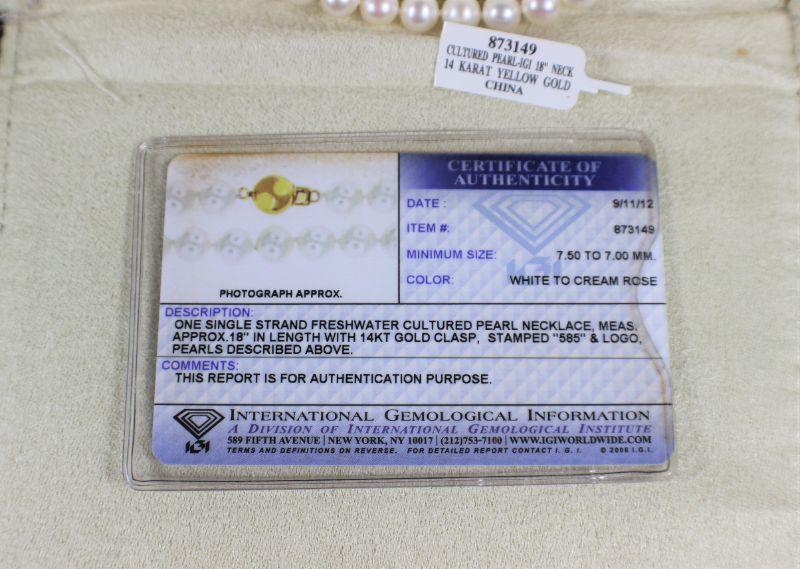 873149
CULTURED PEARL-IGI 18" NECK
14 KARAT YELLOW GOLD
CHINA
CERTIFICATE OF
AUTHENTICITY
DATE : 9/11/12
ITEM #: 873149
MINIMUM SIZE: 7.50 TO 7.00 MM.
COLOR: WHITE TO CREAM ROSE
PHOTOGRAPH APPROX.
DESCRIPTION:
ONE SINGLE STRAND FRESHWATER CULTURED PEARL NECKLACE, MEAS.
APPROX.18" IN LENGTH WITH 14KT GOLD CLASP, STAMPED "585" & LOGO,
PEARLS DESCRIBED ABOVE.
COMMENTS:
THIS REPORT IS FOR AUTHENTICATION PURPOSE.
INTERNATIONAL GEMOLOGICAL INFORMATION
A DIVISION OF INTERNATIONAL GEMOLOGICAL INSTITUTE
IGI 589 FIFTH AVENUE | NEW YORK, NY 10017 | (212)753-7100 | WWW.IGIWORLDWIDE.COM
TERMS AND DEFINITIONS ON REVERSE. FOR DETAILED REPORT CONTACT I. G. I. © 2008 I.G.I.